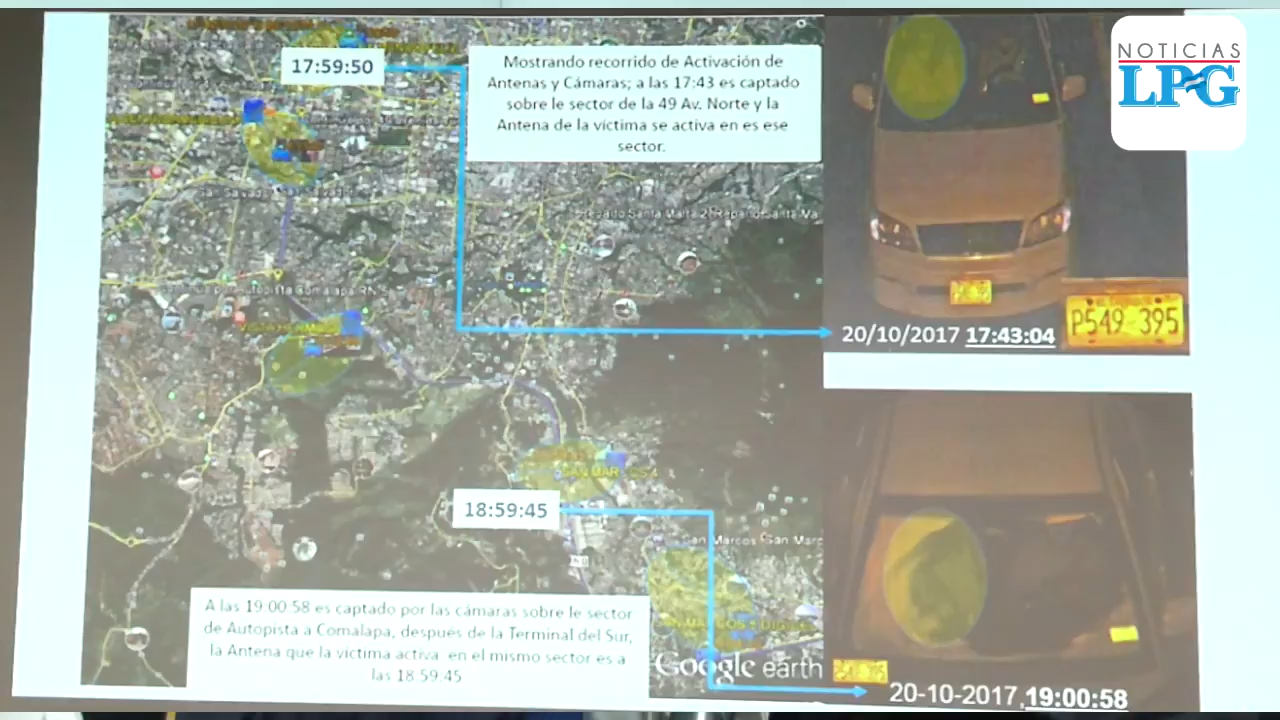 17:59:50
Mostrando recorrido de Activación de
Antenas y Cámaras; a las 17:43 es captado
sobre le sector de la 49 Av. Norte y la
Antena de la víctima se activa en es ese
sector.
NOTICIAS
LPG
20/10/2017 17:43:04
P549 395
18:59:45
San Marcos
A las 19 00 58 es captado por las cámaras sobre le sector
de Autopista a Comalapa, después de la Terminal del Sur,
la Antena que la víctima activa en el mismo sector es a
las 18 59 45
Google earth
20-10-2017,19:00:58